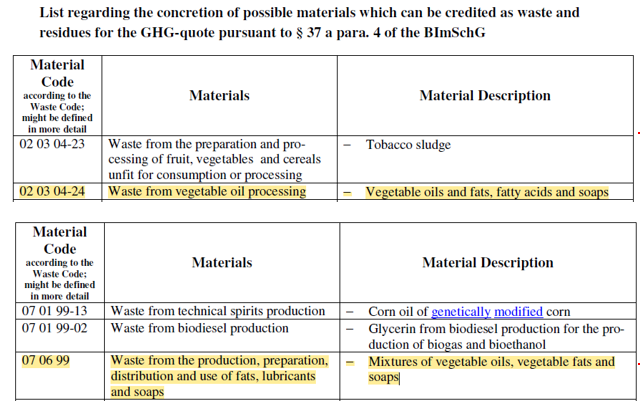 List regarding the concretion of possible materials which can be credited as waste and
residues for the GHG-quote pursuant to § 37 a para. 4 of the BImSchG
Material
Code
according to the
Waste Code;
might be defined
in more detail
Materials
Material Description
02 03 04-23
Waste from the preparation and pro-
cessing of fruit, vegetables and cereals
unfit for consumption or processing
– Tobacco sludge
02 03 04-24
Waste from vegetable oil processing
– Vegetable oils and fats, fatty acids and soaps
Material
Code
according to the
Waste Code;
might be defined
in more detail
Materials
Material Description
07 01 99-13
Waste from technical spirits production
– Corn oil of genetically modified corn
07 01 99-02
Waste from biodiesel production
– Glycerin from biodiesel production for the pro-
duction of biogas and bioethanol
07 06 99
Waste from the production, preparation,
distribution and use of fats, lubricants
and soaps
– Mixtures of vegetable oils, vegetable fats and
soaps